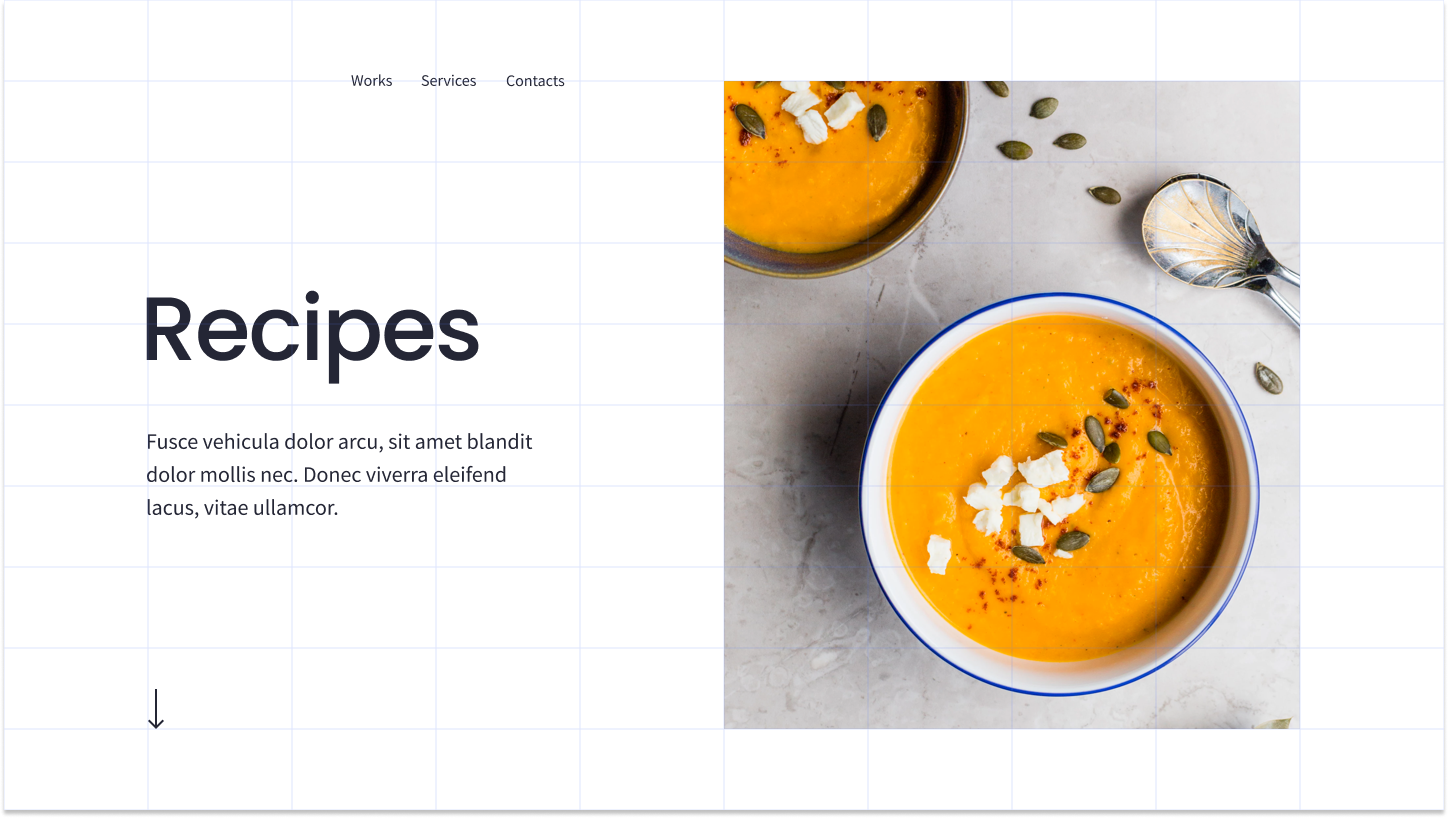 Works Services Contacts
Recipes
Fusce vehicula dolor arcu, sit amet blandit
dolor mollis nec. Donec viverra eleifend
lacus, vitae ullamcor.